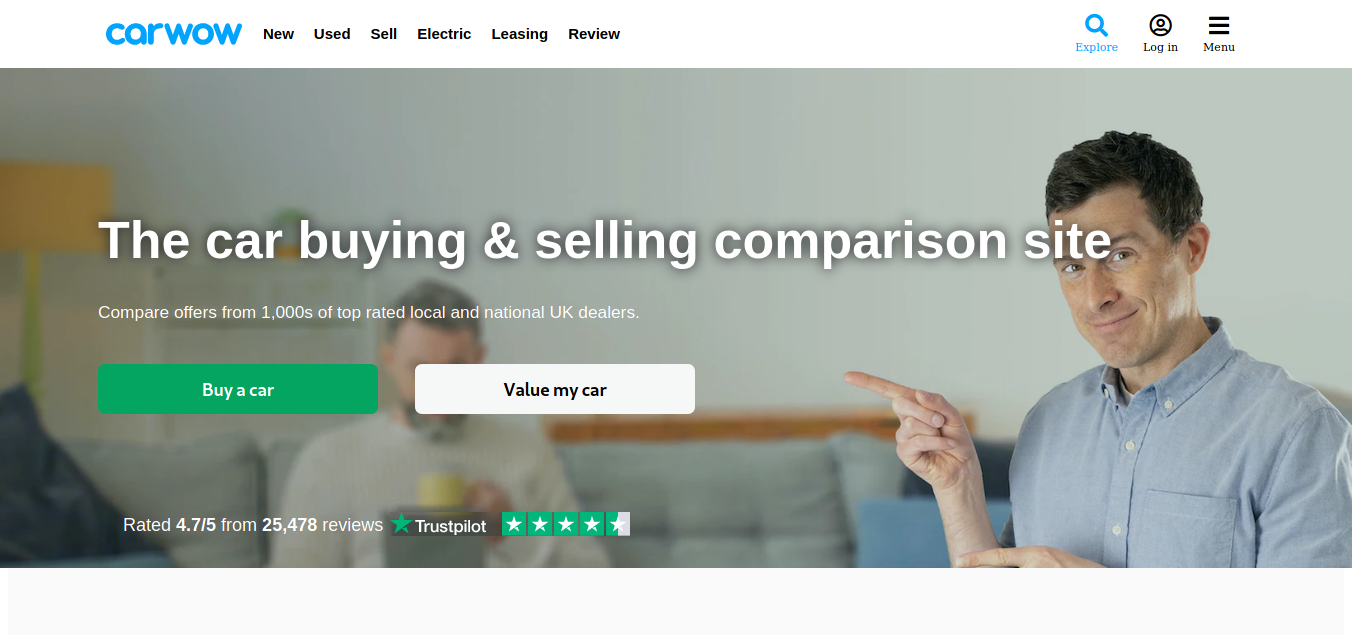 carwow
New Used Sell Electric Leasing Review
Explore Log in Menu
The car buying & selling comparison site
Compare offers from 1,000s of top rated local and national UK dealers.
Buy a car
Value my car
Rated 4.7/5 from 25,478 reviews Trustpilot